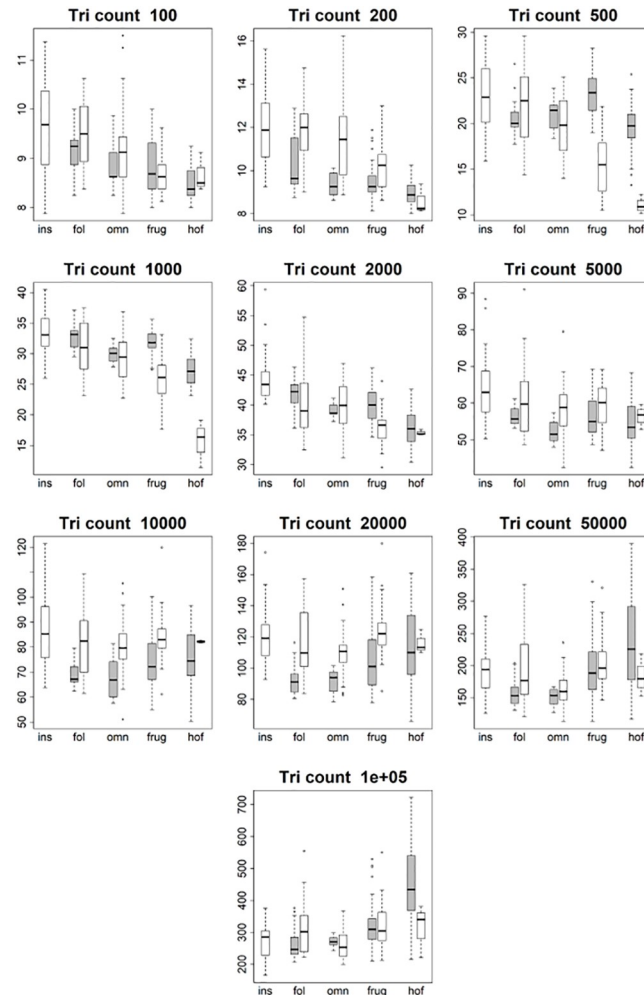 Tri count 100
8 9 10 11
ins fol omn frug hof
Tri count 200
8 10 12 14 16
ins fol omn frug hof
Tri count 500
10 15 20 25 30
ins fol omn frug hof
Tri count 1000
15 20 25 30 35 40
ins fol omn frug hof
Tri count 2000
30 35 40 45 50 55 60
ins fol omn frug hof
Tri count 5000
50 60 70 80 90
ins fol omn frug hof
Tri count 10000
50 60 70 80 90 100 120
ins fol omn frug hof
Tri count 20000
80 100 120 140 160 180
ins fol omn frug hof
Tri count 50000
150 200 250 300 350 400
ins fol omn frug hof
Tri count 1e+05
200 300 400 500 600 700
ins fol omn frug hof